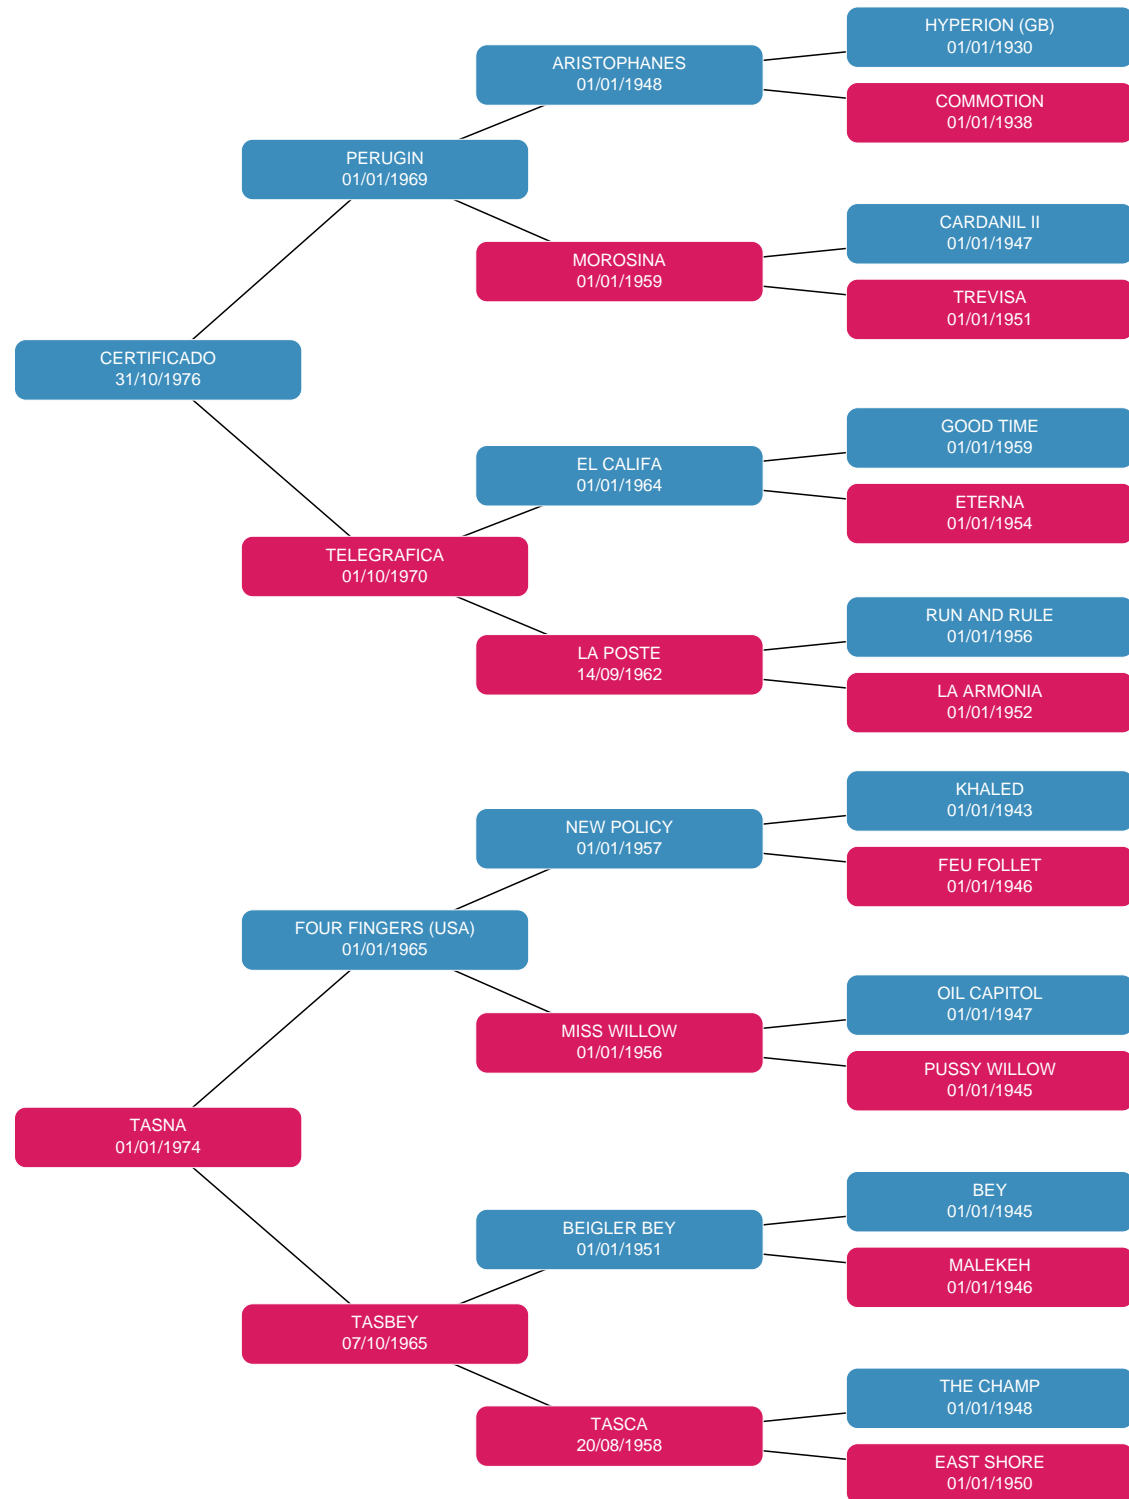 HYPERION (GB)
01/01/1930
ARISTOPHANES
01/01/1948
COMMOTION
01/01/1938
PERUGIN
01/01/1969
CARDANIL II
01/01/1947
MOROSINA
01/01/1959
TREVISA
01/01/1951
CERTIFICADO
31/10/1976
GOOD TIME
01/01/1959
EL CALIFA
01/01/1964
ETERNA
01/01/1954
TELEGRAFICA
01/10/1970
RUN AND RULE
01/01/1956
LA POSTE
14/09/1962
LA ARMONIA
01/01/1952
KHALED
01/01/1943
NEW POLICY
01/01/1957
FEU FOLLET
01/01/1946
FOUR FINGERS (USA)
01/01/1965
OIL CAPITOL
01/01/1947
MISS WILLOW
01/01/1956
PUSSY WILLOW
01/01/1945
TASNA
01/01/1974
BEY
01/01/1945
BEIGLER BEY
01/01/1951
MALEKEH
01/01/1946
TASBEY
07/10/1965
THE CHAMP
01/01/1948
TASCA
20/08/1958
EAST SHORE
01/01/1950